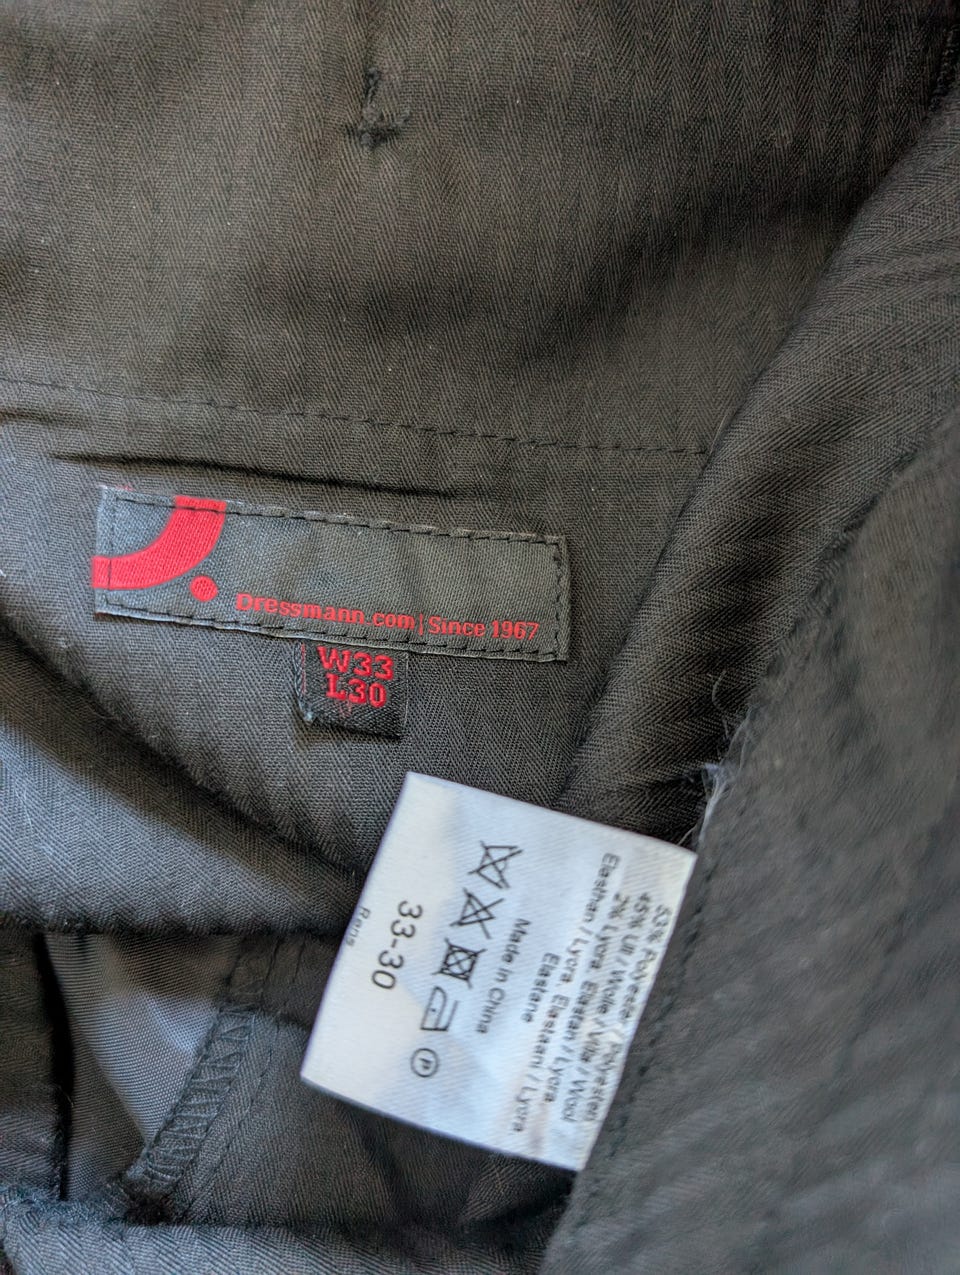 Dressmann.com | Since 1967
W33
L30
53% Polyester / Polyesteri
45% Ull / Wolle / Villa / Wool
2% Lycra Elastan / Lycra
Elasthan / Lycra, Elastaani / Lycra
Elastane
Made in China
P
33-30